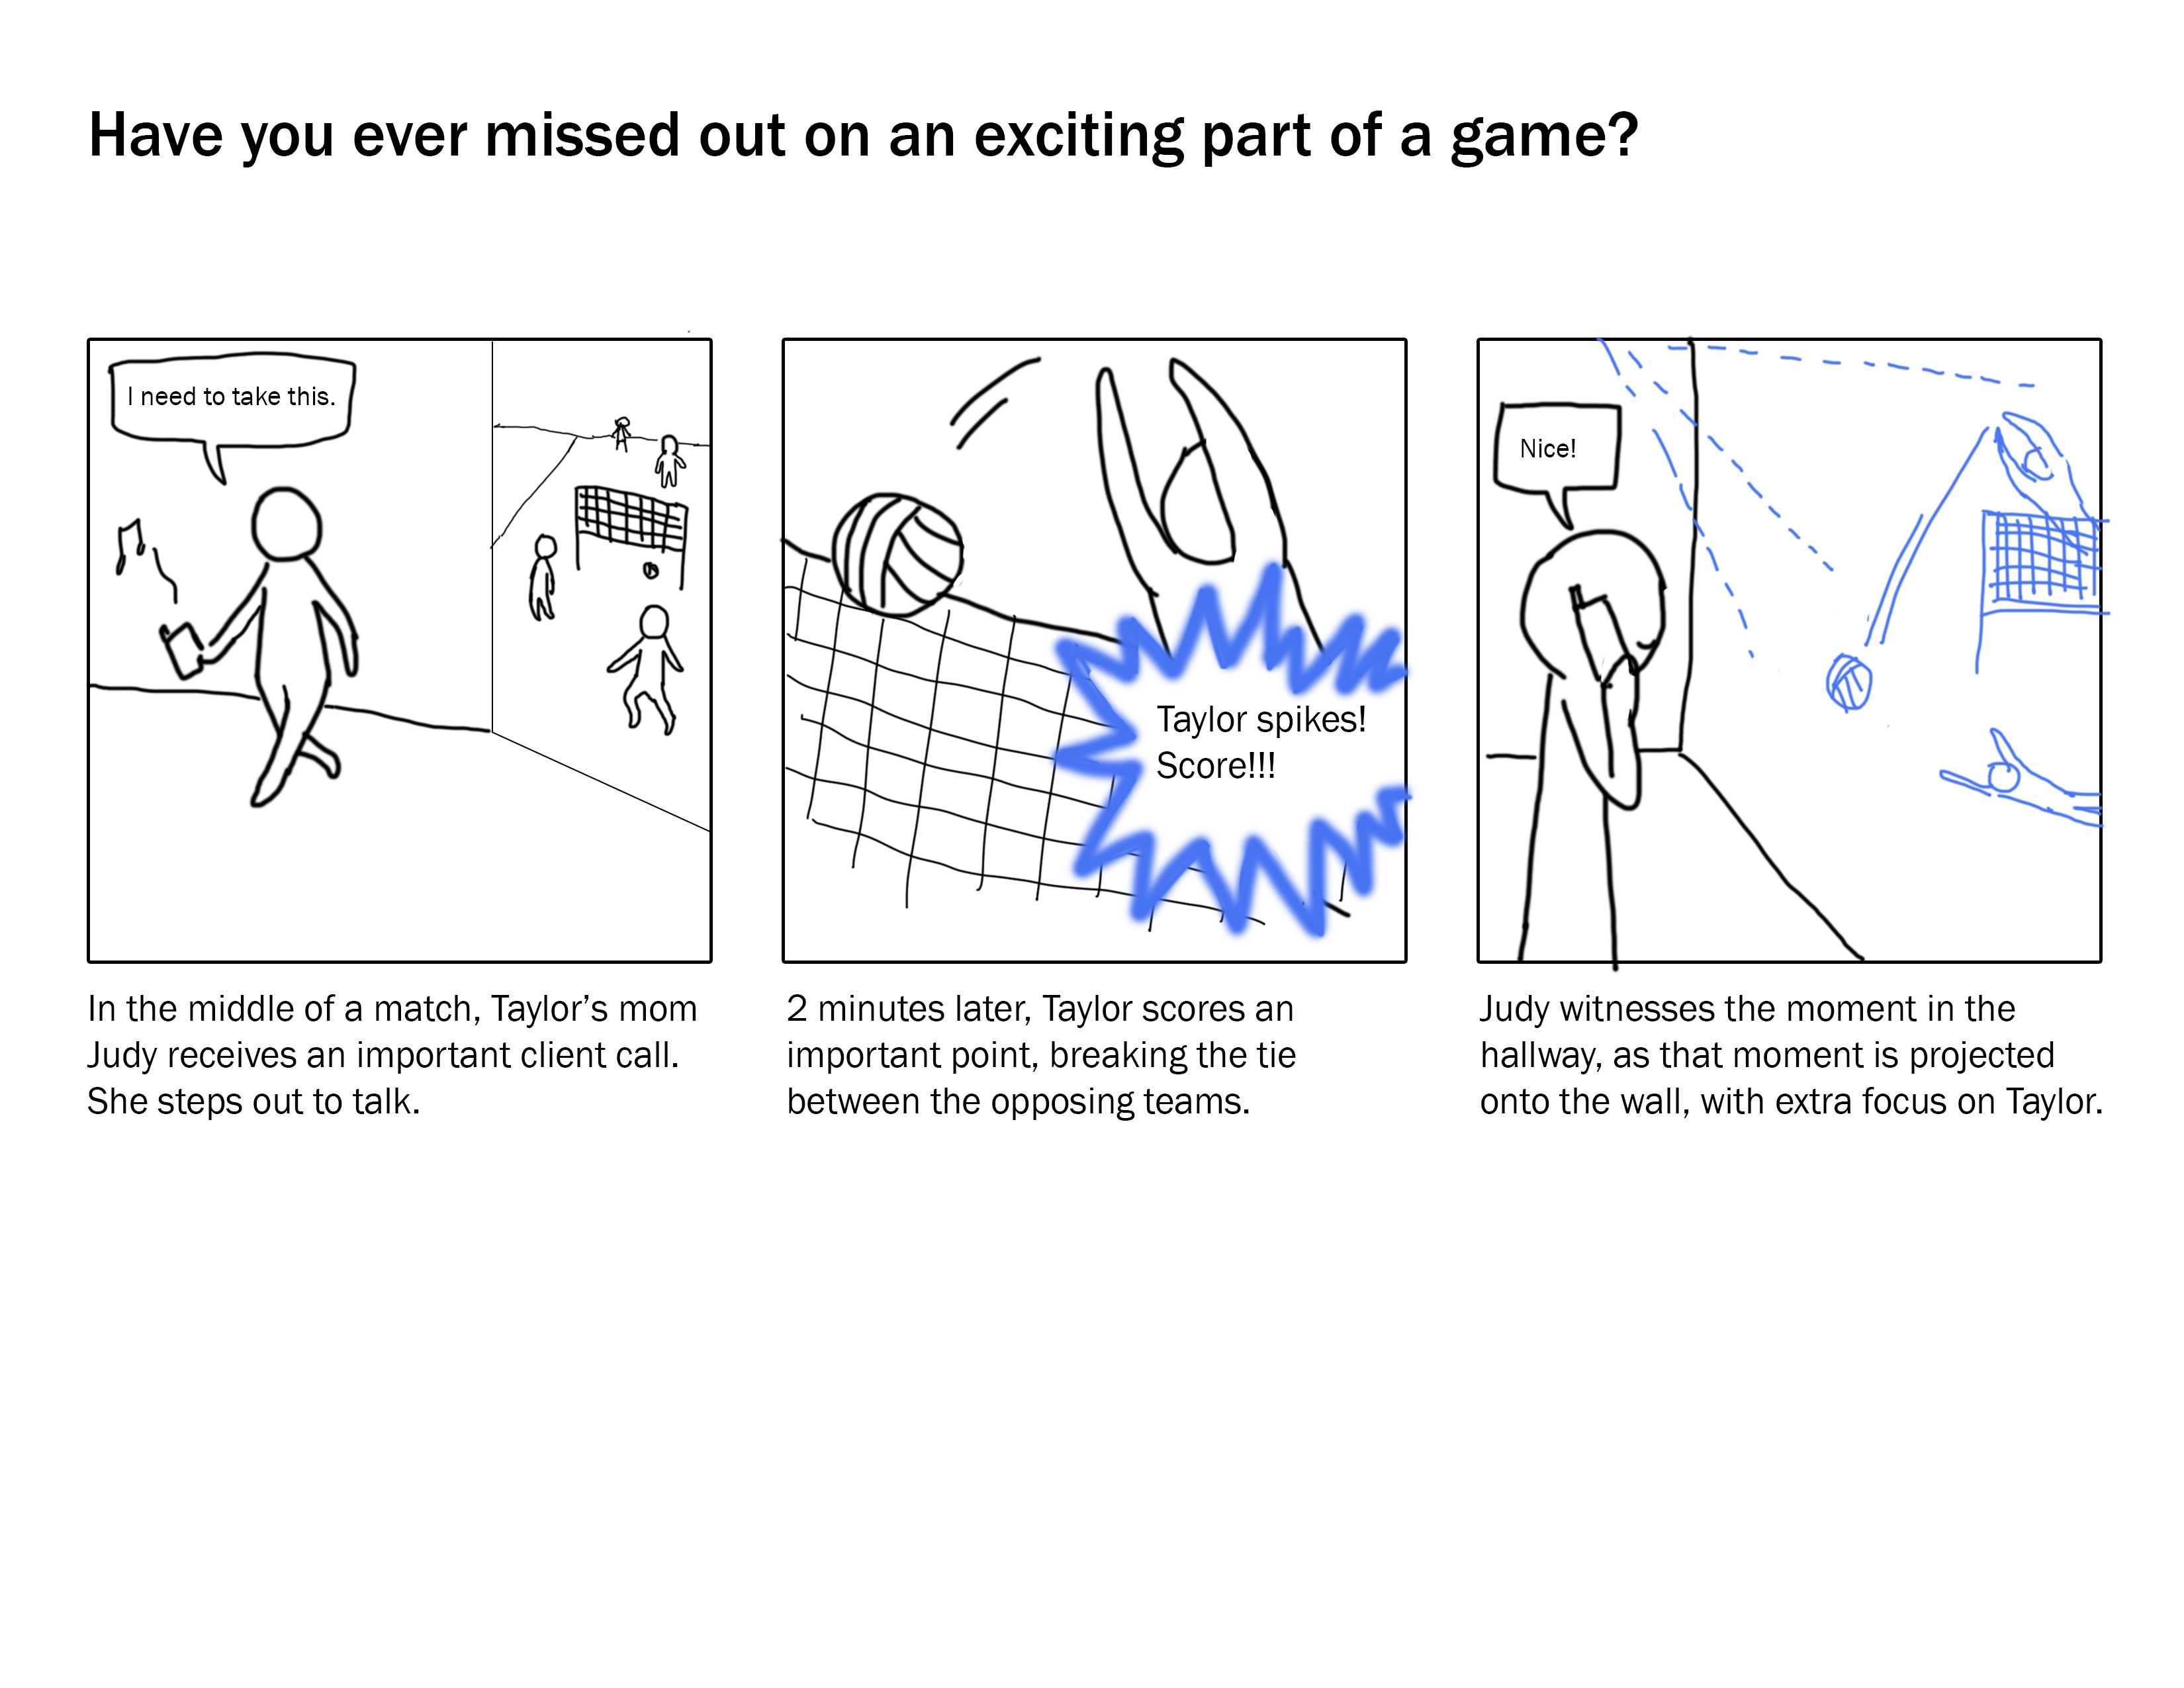 Have you ever missed out on an exciting part of a game?
I need to take this.
In the middle of a match, Taylor’s mom
Judy receives an important client call.
She steps out to talk.
Taylor spikes!
Score!!!
2 minutes later, Taylor scores an
important point, breaking the tie
between the opposing teams.
Nice!
Judy witnesses the moment in the
hallway, as that moment is projected
onto the wall, with extra focus on Taylor.